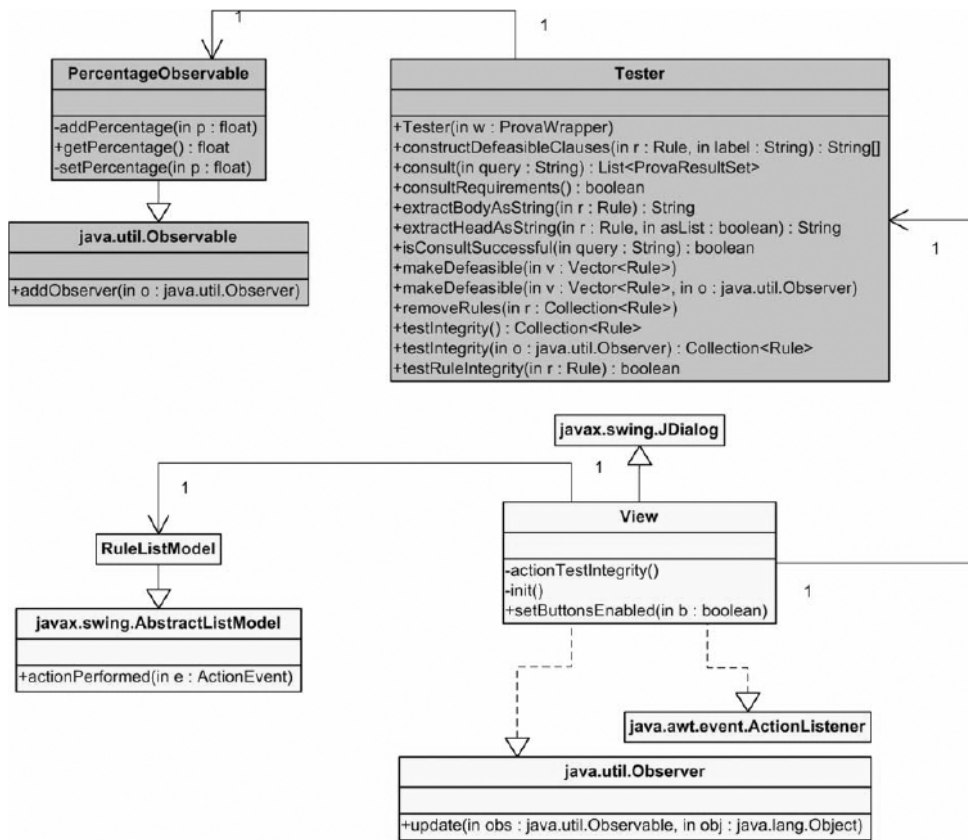 1
1
PercentageObservable
-addPercentage(in p : float)
+getPercentage() : float
-setPercentage(in p : float)
java.util.Observable
+addObserver(in o : java.util.Observer)
Tester
+Tester(in w : ProvaWrapper)
+constructDefeasibleClauses(in r : Rule, in label : String) : String[]
+consult(in query : String) : List<ProvaResultSet>
+consultRequirements() : boolean
+extractBodyAsString(in r : Rule) : String
+extractHeadAsString(in r : Rule, in asList : boolean) : String
+isConsultSuccessful(in query : String) : boolean
+makeDefeasible(in v : Vector<Rule>)
+makeDefeasible(in v : Vector<Rule>, in o : java.util.Observer)
+removeRules(in r : Collection<Rule>)
+testIntegrity() : Collection<Rule>
+testIntegrity(in o : java.util.Observer) : Collection<Rule>
+testRuleIntegrity(in r : Rule) : boolean
1
javax.swing.JDialog
1
1
RuleListModel
javax.swing.AbstractListModel
+actionPerformed(in e : ActionEvent)
View
-actionTestIntegrity()
-init()
+setButtonsEnabled(in b : boolean)
1
java.awt.event.ActionListener
java.util.Observer
+update(in obs : java.util.Observable, in obj : java.lang.Object)